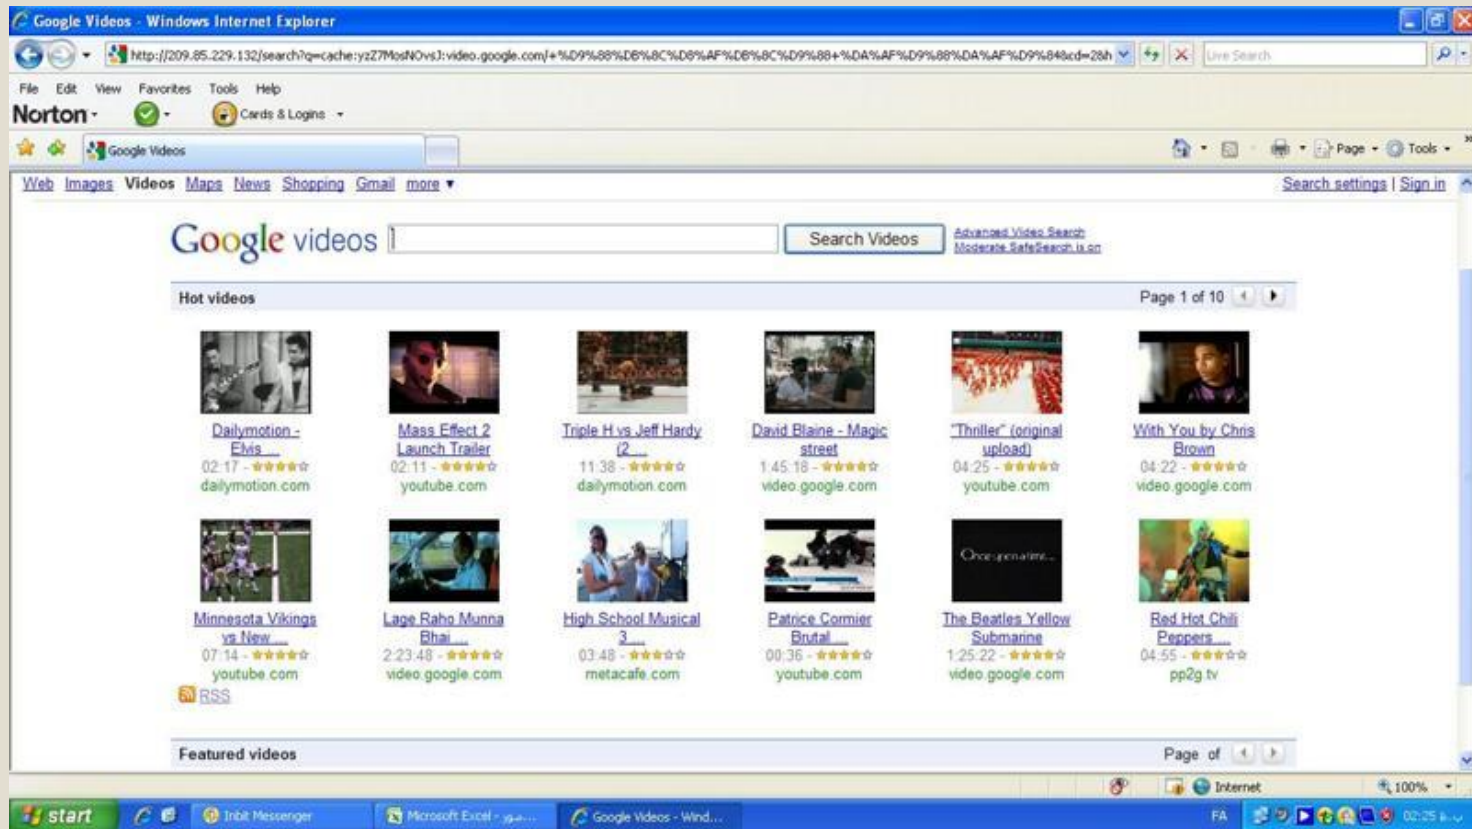 Google Videos - Windows Internet Explorer
http://209.85.229.132/search?q=cache:yzZ7MosNOvsJ:video.google.com/+%D9%88%DB%8C%D8%AF%DB%8C%D9%88+%DA%AF%D9%88%DA%AF%D9%84&cd=2&h
Live Search
File Edit View Favorites Tools Help
Norton
Cards & Logins
Google Videos
Page
Tools
Web Images Videos Maps News Shopping Gmail more ▼
Search settings | Sign in
Google videos
Search Videos
Advanced Video Search
Moderate SafeSearch is on
Hot videos
Page 1 of 10
Dailymotion -
Elvis ...
02:17 - ★★★★☆
dailymotion.com
Mass Effect 2
Launch Trailer
02:11 - ★★★★☆
youtube.com
Triple H vs Jeff Hardy
(2 ...
11:38 - ★★★★☆
dailymotion.com
David Blaine - Magic
street
1:45:18 - ★★★★☆
video.google.com
"Thriller" (original
upload)
04:25 - ★★★★☆
youtube.com
With You by Chris
Brown
04:22 - ★★★★☆
video.google.com
Once upon a time...
Minnesota Vikings
vs New ...
07:14 - ★★★★☆
youtube.com
Lage Raho Munna
Bhai ...
2:23:48 - ★★★★☆
video.google.com
High School Musical
3 ...
03:48 - ★★★☆☆
metacafe.com
Patrice Cormier
Brutal ...
00:36 - ★★★★☆
youtube.com
The Beatles Yellow
Submarine
1:25:22 - ★★★★☆
video.google.com
Red Hot Chili
Peppers ...
04:55 - ★★★☆☆
pp2g.tv
RSS
Featured videos
Page of
Internet
100%
start
Inbit Messenger
Microsoft Excel -
Google Videos - Wind...
FA
02:25